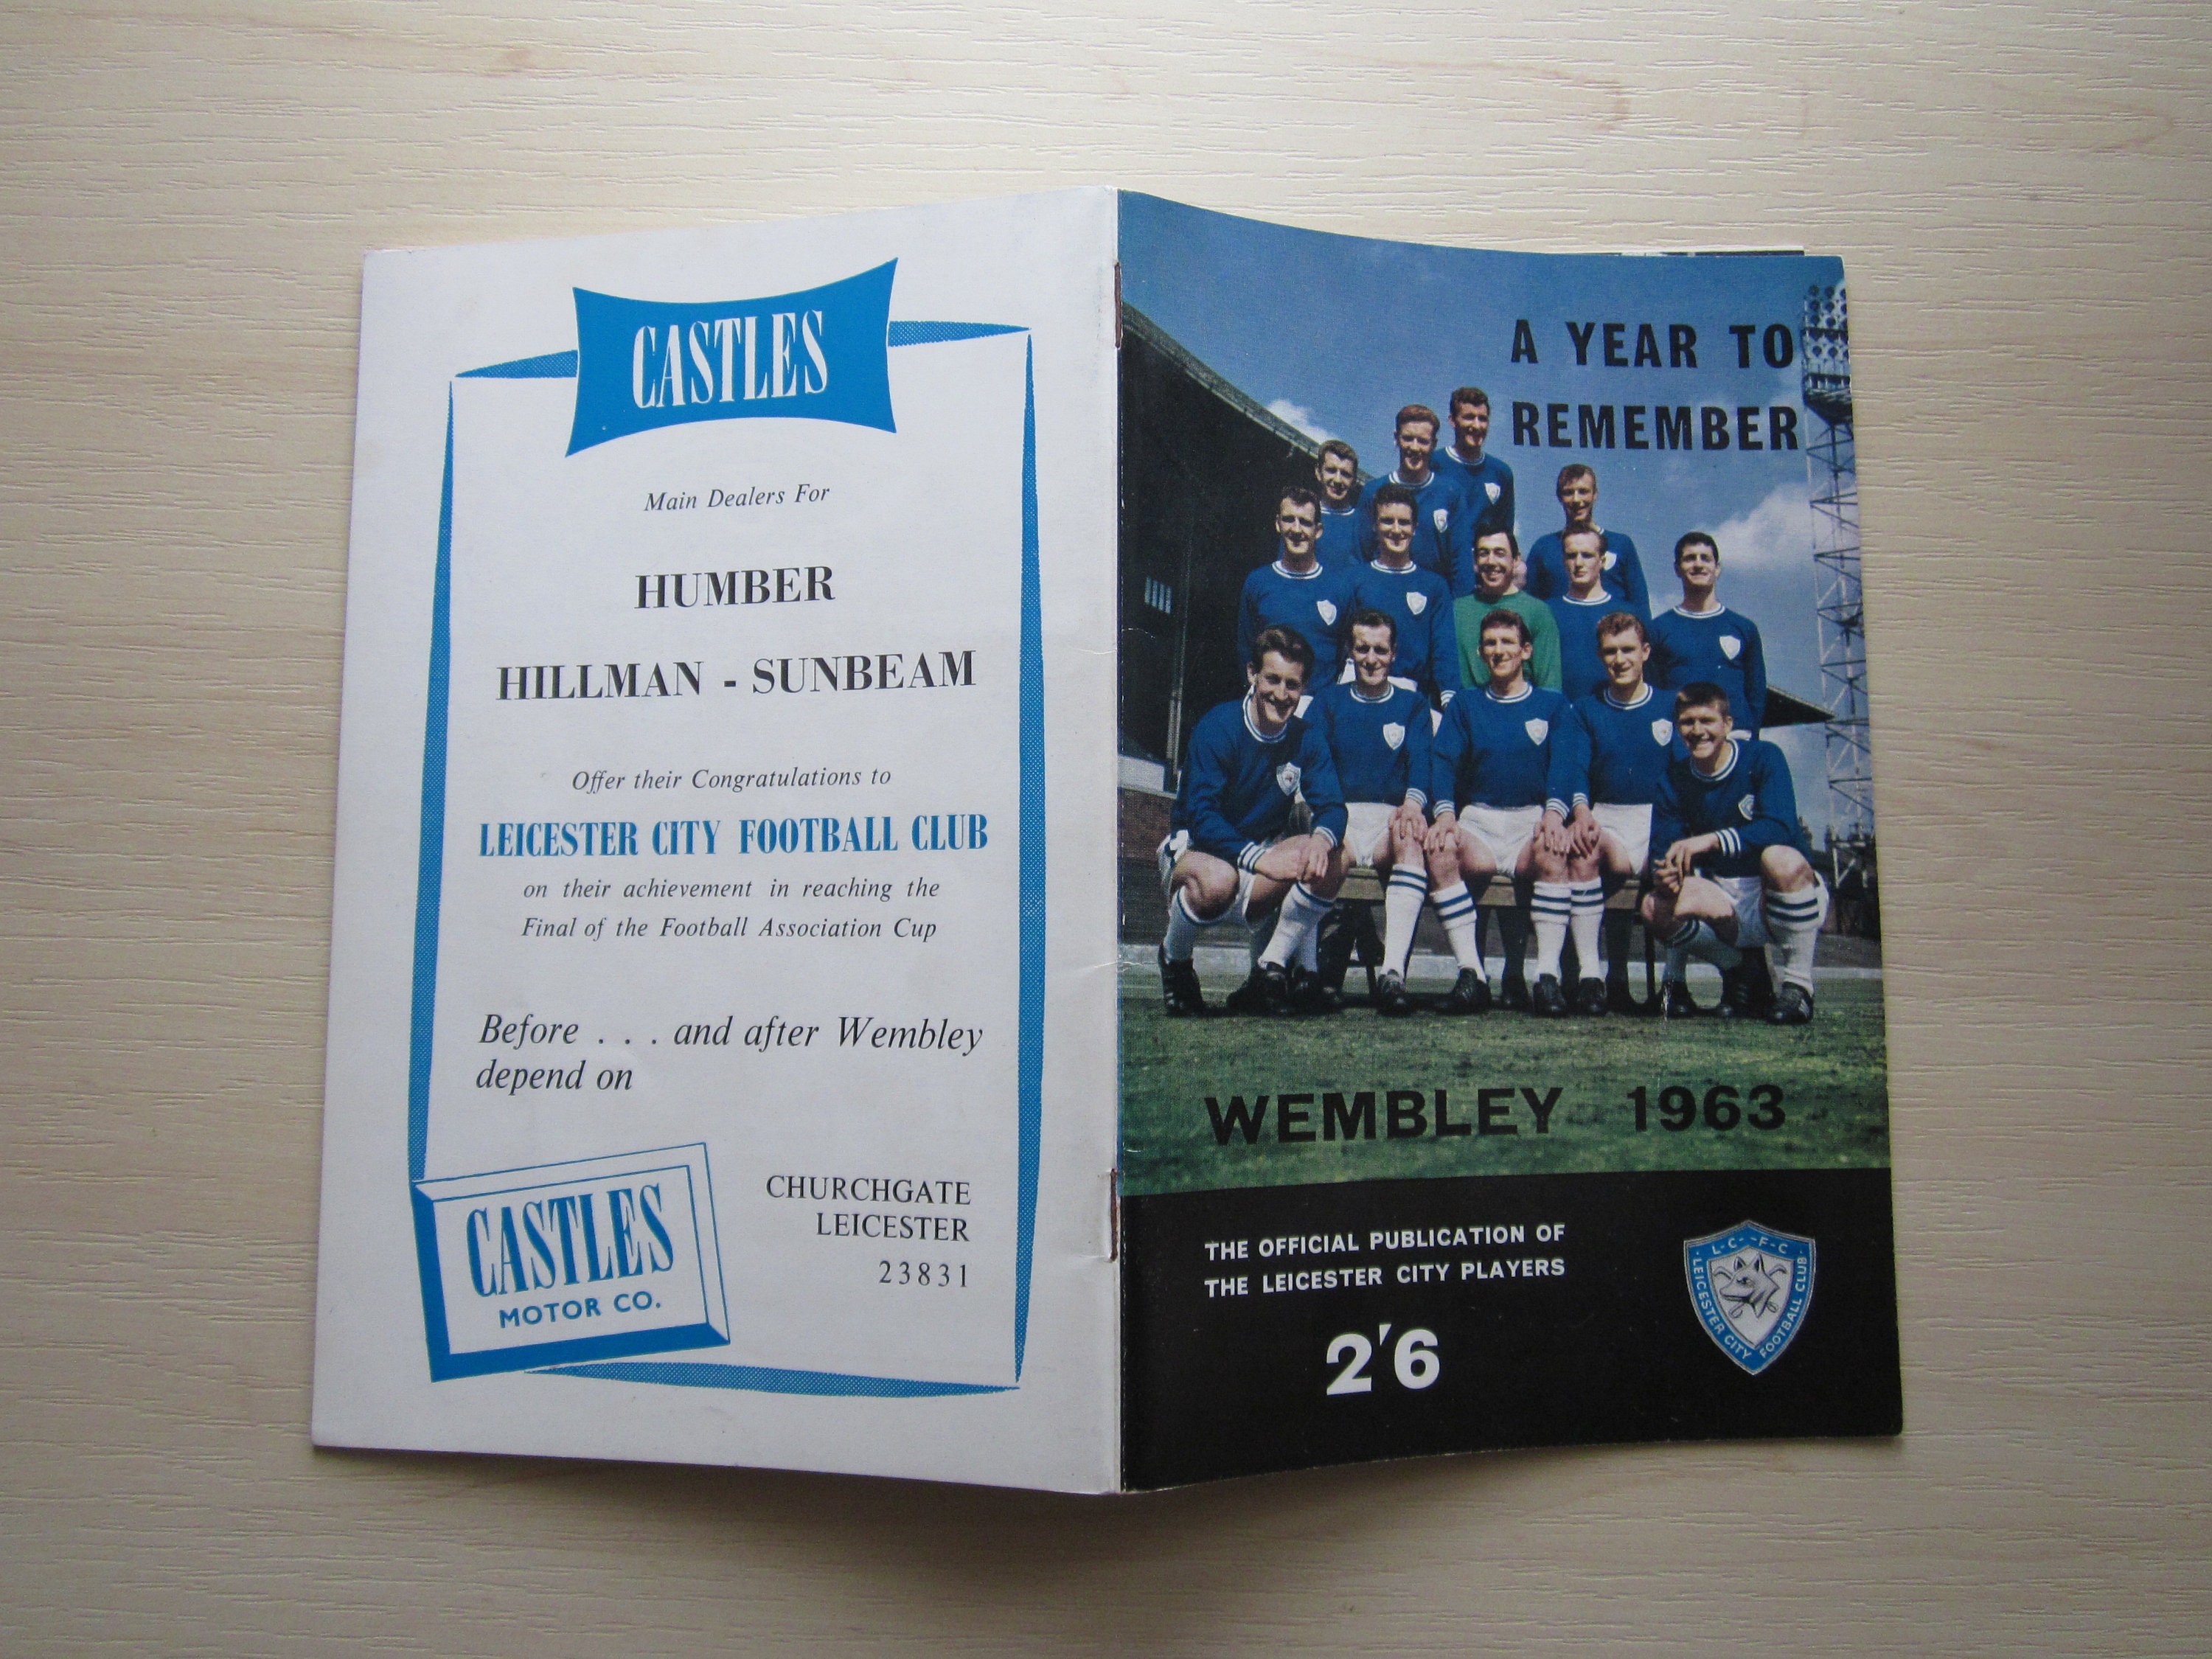 CASTLES
Main Dealers For
HUMBER
HILLMAN - SUNBEAM
Offer their Congratulations to
LEICESTER CITY FOOTBALL CLUB
on their achievement in reaching the
Final of the Football Association Cup
Before . . . and after Wembley
depend on
CASTLES
MOTOR CO.
CHURCHGATE
LEICESTER
23831
A YEAR TO
REMEMBER
WEMBLEY 1963
THE OFFICIAL PUBLICATION OF
THE LEICESTER CITY PLAYERS
2'6
L-C-F-C
LEICESTER CITY FOOTBALL CLUB